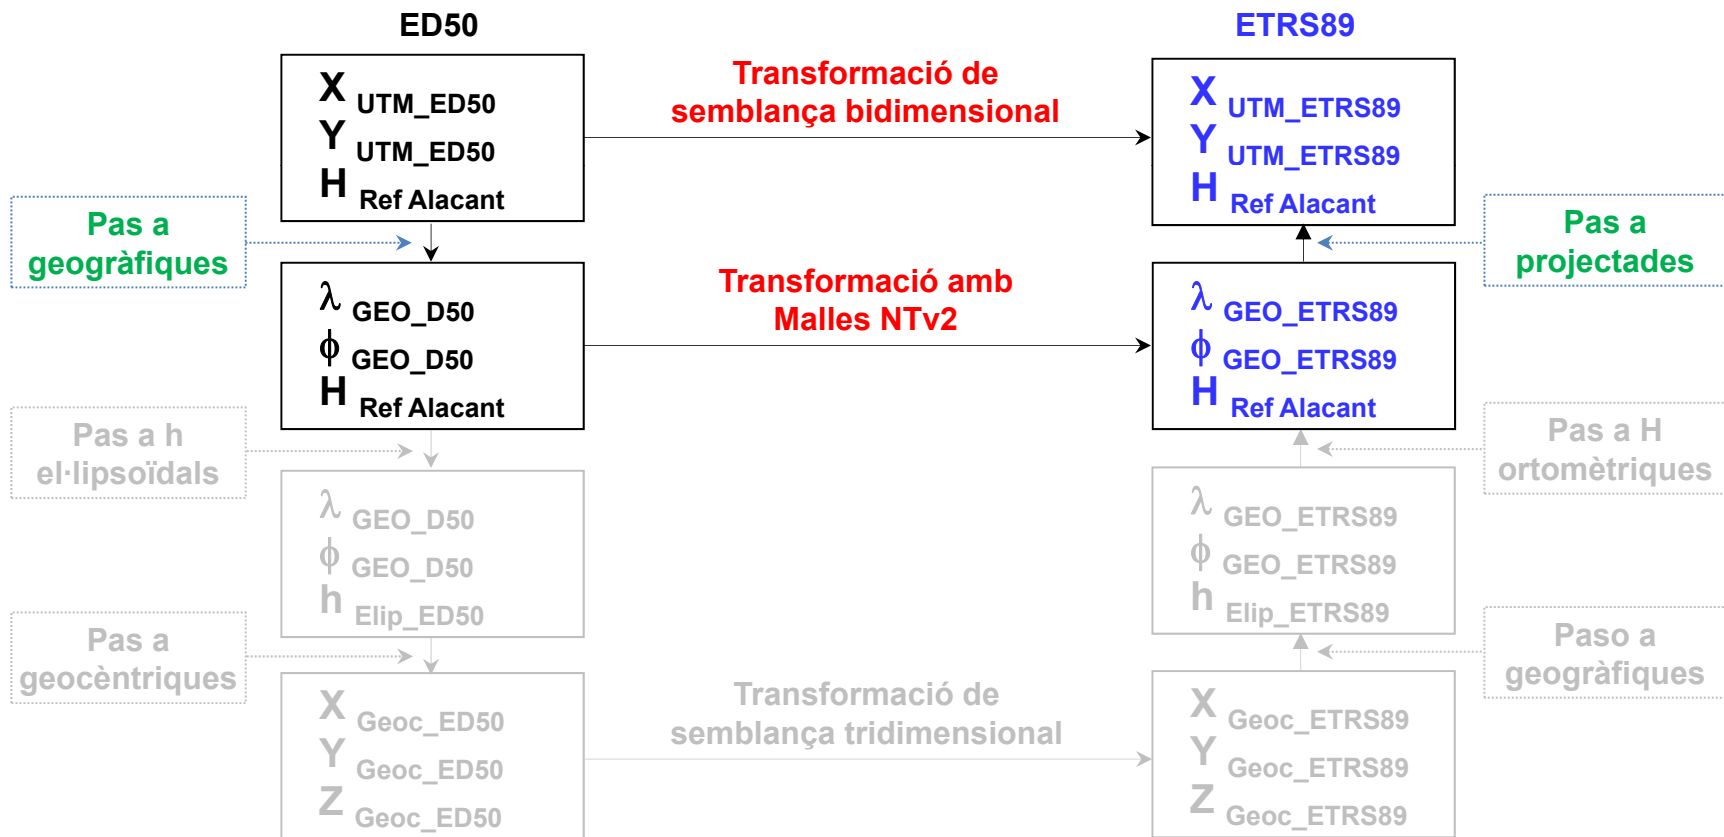 ED50
ETRS89
X UTM_ED50
Y UTM_ED50
H Ref Alacant
Transformació de
semblança bidimensional
X UTM_ETRS89
Y UTM_ETRS89
H Ref Alacant
Pas a
geogràfiques
Pas a
projectades
λ GEO_D50
ϕ GEO_D50
H Ref Alacant
Transformació amb
Malles NTv2
λ GEO_ETRS89
ϕ GEO_ETRS89
H Ref Alacant
Pas a h
el·lipsoïdals
Pas a H
ortomètriques
λ GEO_D50
ϕ GEO_D50
h Elip_ED50
λ GEO_ETRS89
ϕ GEO_ETRS89
h Elip_ETRS89
Pas a
geocèntriques
Paso a
geogràfiques
X Geoc_ED50
Y Geoc_ED50
Z Geoc_ED50
Transformació de
semblança tridimensional
X Geoc_ETRS89
Y Geoc_ETRS89
Z Geoc_ETRS89